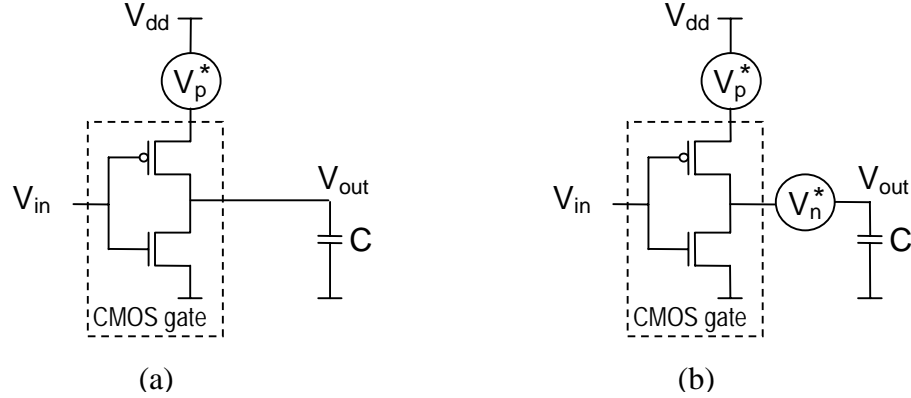 V_dd
V_p^*
V_in
V_out
C
CMOS gate
(a)
V_dd
V_p^*
V_in
V_n^*
V_out
C
CMOS gate
(b)